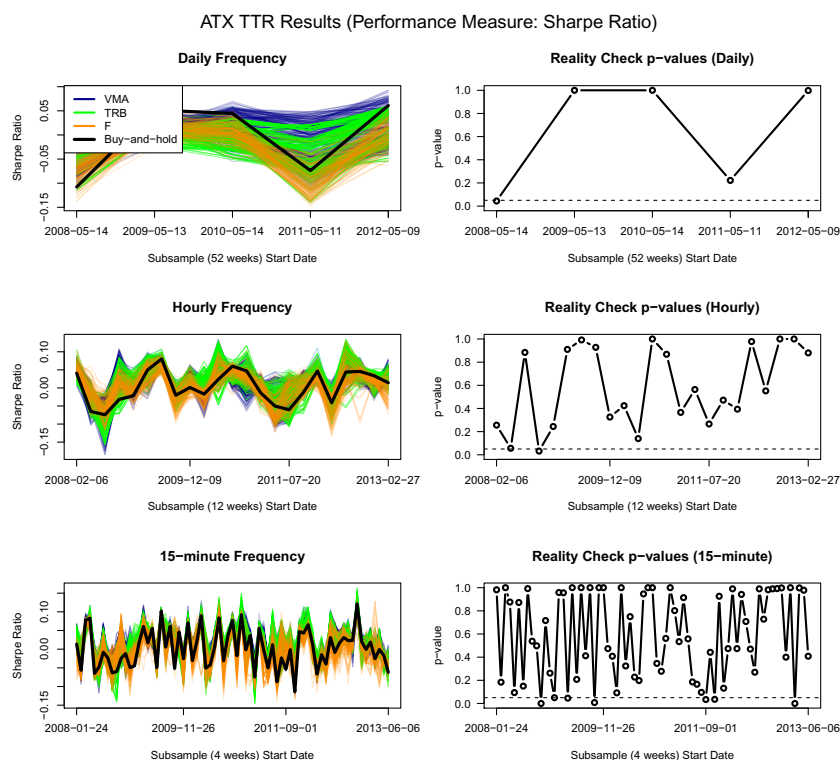 ATX TTR Results (Performance Measure: Sharpe Ratio)
Daily Frequency
Sharpe Ratio
0.05
−0.05
−0.15
VMA
TRB
F
Buy−and−hold
2008−05−14 2009−05−13 2010−05−14 2011−05−11 2012−05−09
Subsample (52 weeks) Start Date
Reality Check p−values (Daily)
p−value
1.0
0.8
0.6
0.4
0.2
0.0
2008−05−14 2009−05−13 2010−05−14 2011−05−11 2012−05−09
Subsample (52 weeks) Start Date
Hourly Frequency
Sharpe Ratio
0.10
0.00
−0.15
2008−02−06 2009−12−09 2011−07−20 2013−02−27
Subsample (12 weeks) Start Date
Reality Check p−values (Hourly)
p−value
1.0
0.8
0.6
0.4
0.2
0.0
2008−02−06 2009−12−09 2011−07−20 2013−02−27
Subsample (12 weeks) Start Date
15−minute Frequency
Sharpe Ratio
0.10
0.00
−0.15
2008−01−24 2009−11−26 2011−09−01 2013−06−06
Subsample (4 weeks) Start Date
Reality Check p−values (15−minute)
p−value
1.0
0.8
0.6
0.4
0.2
0.0
2008−01−24 2009−11−26 2011−09−01 2013−06−06
Subsample (4 weeks) Start Date